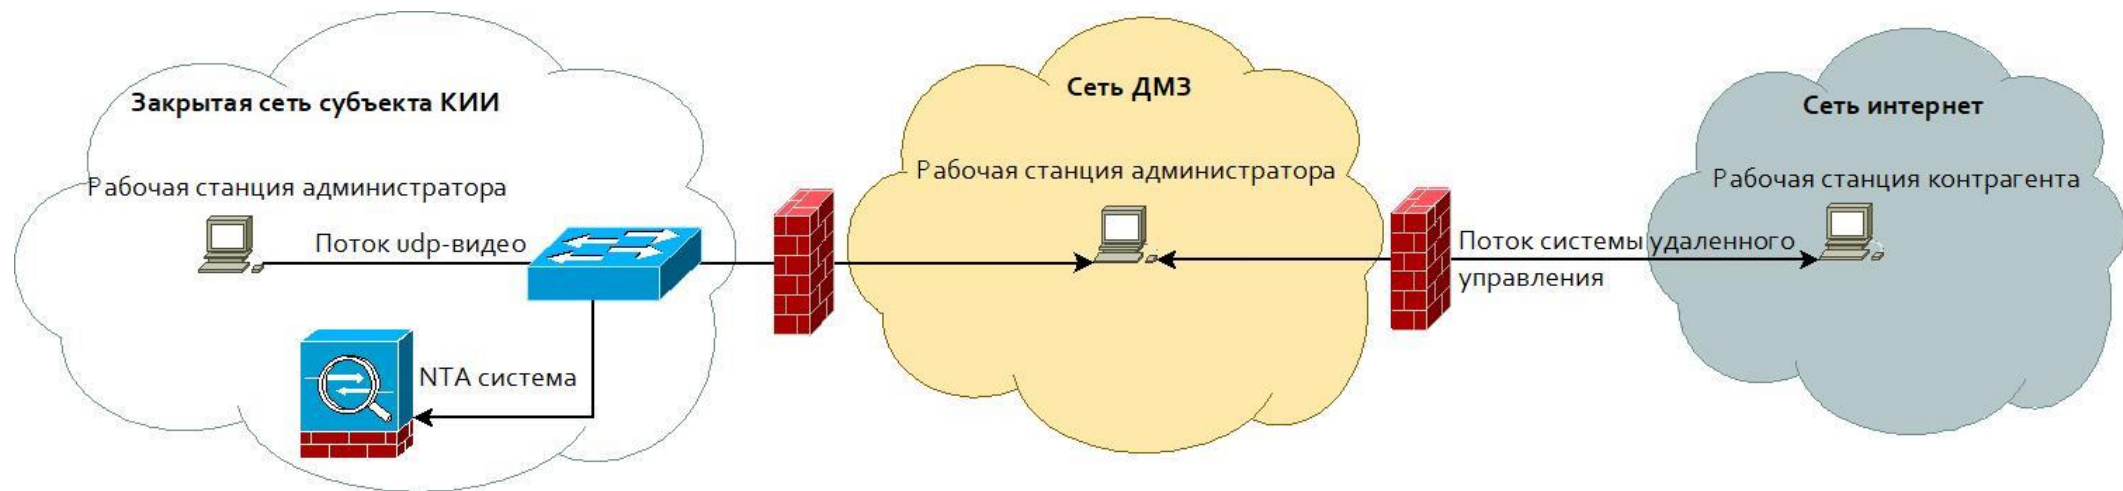 Закрытая сеть субъекта КИИ
Рабочая станция администратора
Поток udp-видео
NTA система
Сеть ДМЗ
Рабочая станция администратора
Поток системы удаленного
управления
Сеть интернет
Рабочая станция контрагента